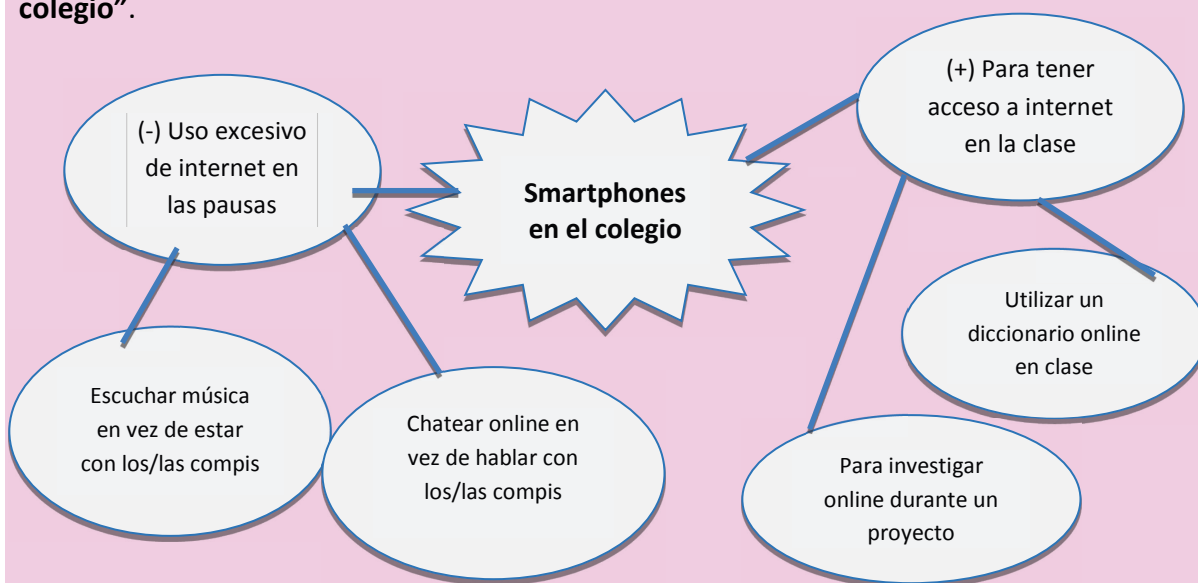 colegio”.
(-) Uso excesivo
de internet en
las pausas
Smartphones
en el colegio
(+) Para tener
acceso a internet
en la clase
Escuchar música
en vez de estar
con los/las compis
Chatear online en
vez de hablar con
los/las compis
Para investigar
online durante un
proyecto
Utilizar un
diccionario online
en clase